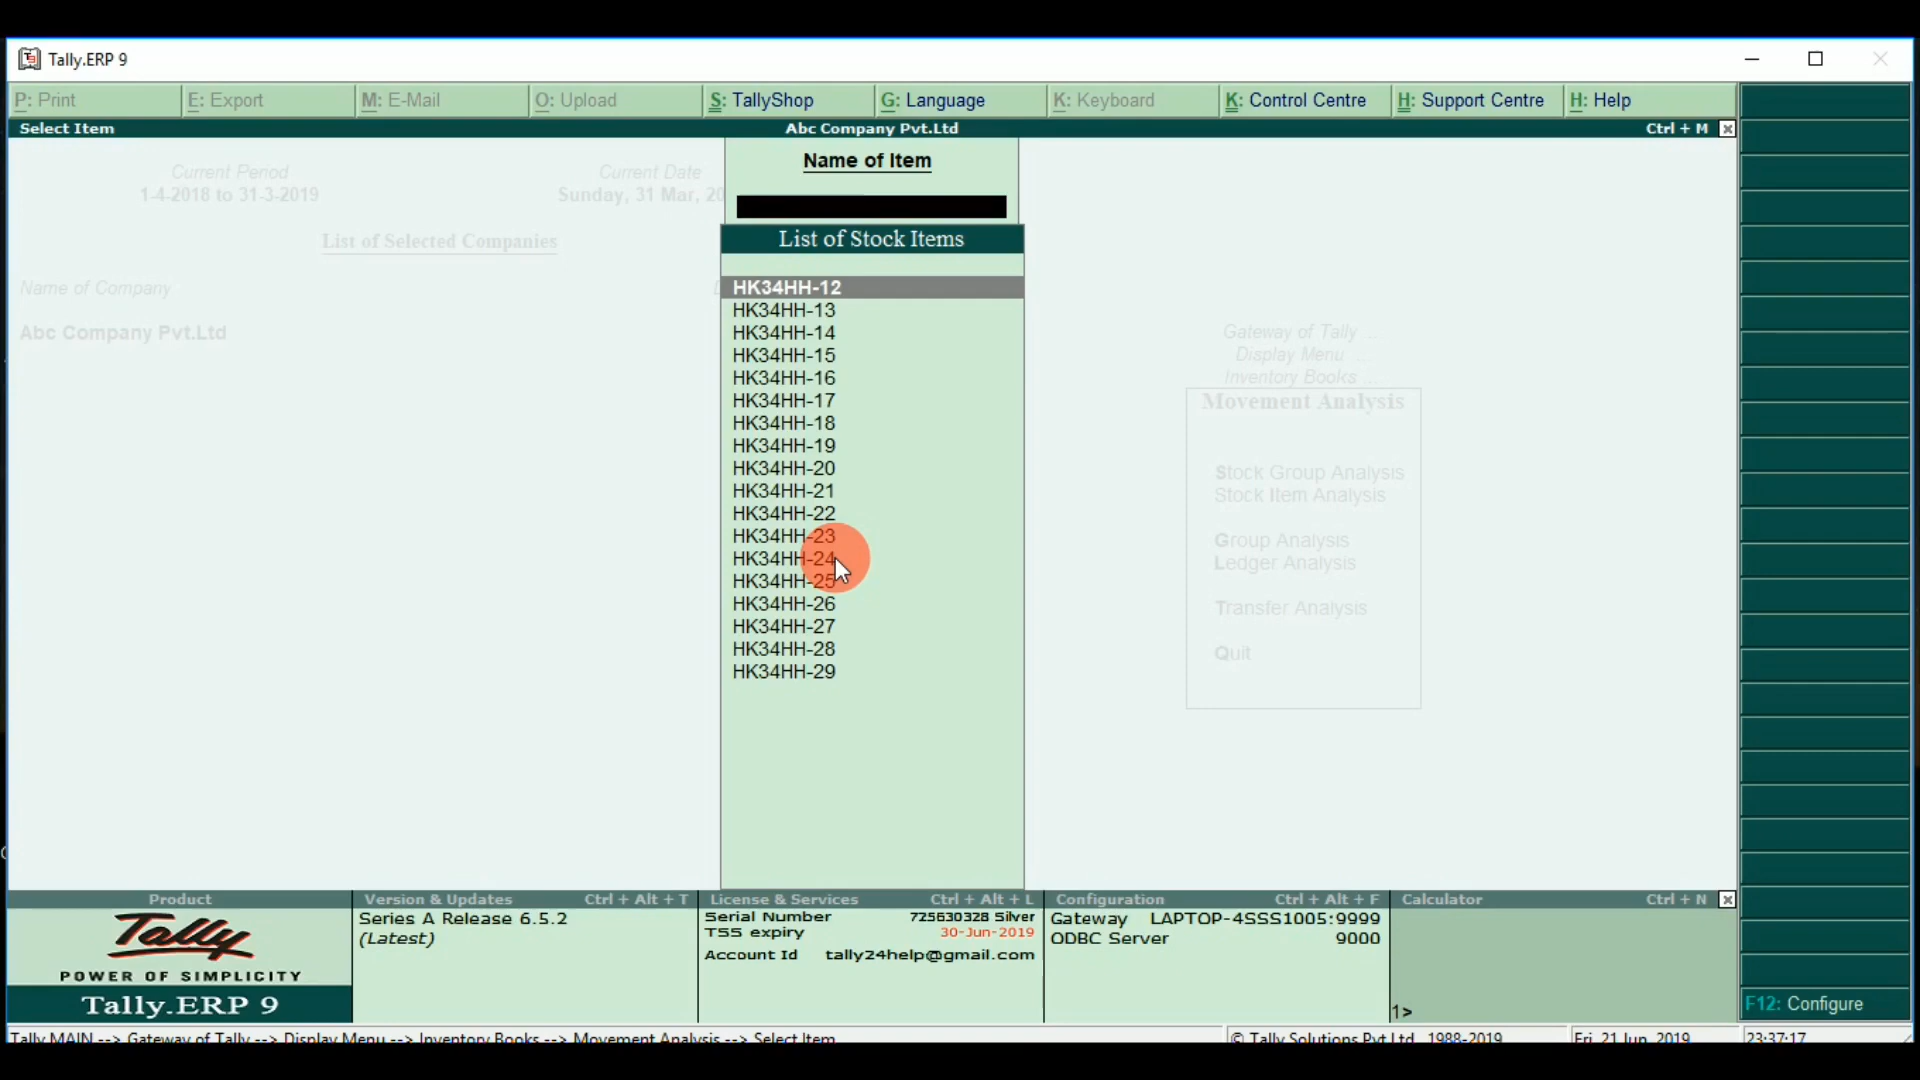 Tally.ERP 9
P: Print E: Export M: E-Mail O: Upload S: TallyShop G: Language K: Keyboard K: Control Centre H: Support Centre H: Help
Select Item Abc Company Pvt.Ltd Ctrl + M
Name of Item
Current Period Current Date
1-4-2018 to 31-3-2019 Sunday, 31 Mar, 20
List of Selected Companies
List of Stock Items
Name of Company
Abc Company Pvt.Ltd
HK34HH-12
HK34HH-13
HK34HH-14
HK34HH-15
HK34HH-16
HK34HH-17
HK34HH-18
HK34HH-19
HK34HH-20
HK34HH-21
HK34HH-22
HK34HH-23
HK34HH-24
HK34HH-25
HK34HH-26
HK34HH-27
HK34HH-28
HK34HH-29
Gateway of Tally ...
Display Menu ...
Inventory Books ...
Movement Analysis
Stock Group Analysis
Stock Item Analysis
Group Analysis
Ledger Analysis
Transfer Analysis
Quit
Product
Tally
POWER OF SIMPLICITY
Tally.ERP 9
Version & Updates Ctrl + Alt + T
Series A Release 6.5.2
(Latest)
License & Services Ctrl + Alt + L
Serial Number 725630328 Silver
TSS expiry 30-Jun-2019
Account Id tally24help@gmail.com
Configuration Ctrl + Alt + F
Gateway LAPTOP-4SSS1005:9999
ODBC Server 9000
Calculator Ctrl + N
1>
F12: Configure
Tally MAIN --> Gateway of Tally --> Display Menu --> Inventory Books --> Movement Analysis --> Select Item © Tally Solutions Pvt Ltd., 1988-2019 Fri, 21 Jun, 2019 23:37:17